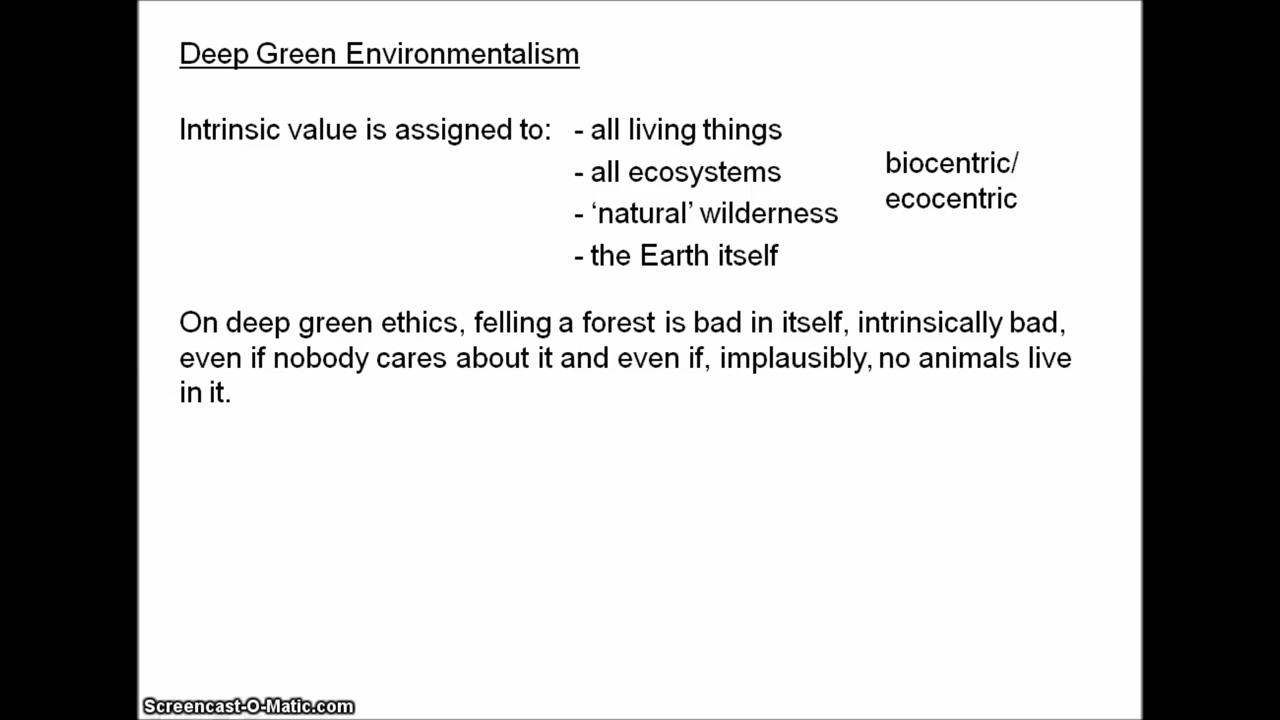 Deep Green Environmentalism
Intrinsic value is assigned to: - all living things
- all ecosystems
- ‘natural’ wilderness
- the Earth itself
biocentric/
ecocentric
On deep green ethics, felling a forest is bad in itself, intrinsically bad,
even if nobody cares about it and even if, implausibly, no animals live
in it.
Screencast-O-Matic.com